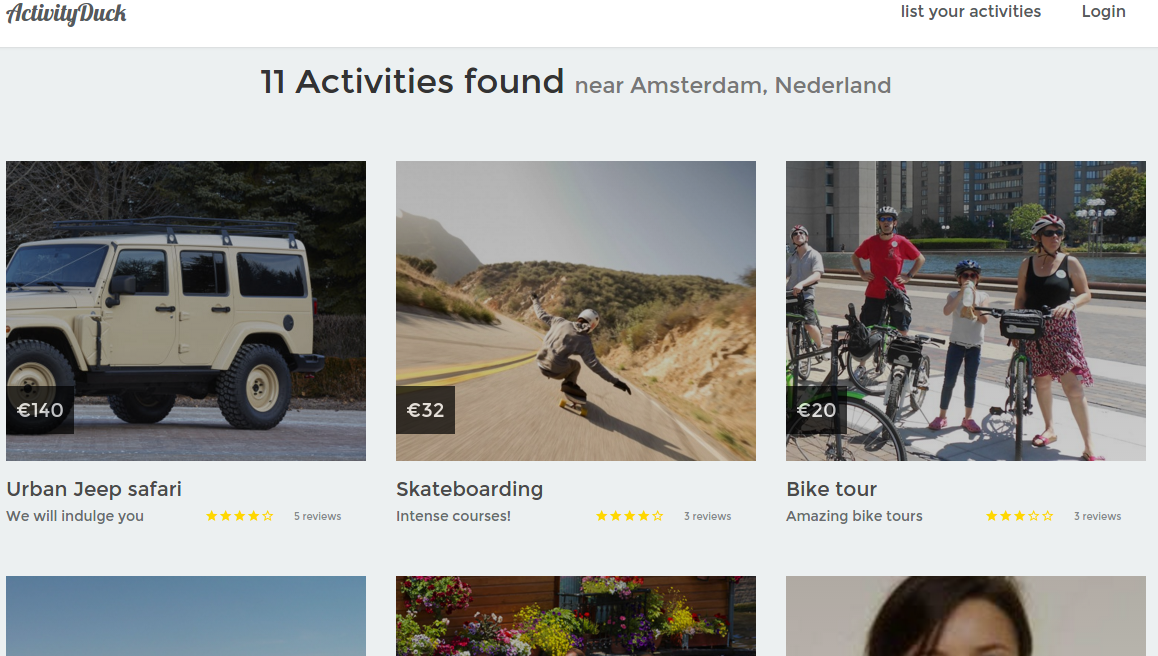 ActivityDuck
list your activities Login
11 Activities found near Amsterdam, Nederland
€140
€32
€20
Urban Jeep safari
We will indulge you 5 reviews
Skateboarding
Intense courses! 3 reviews
Bike tour
Amazing bike tours 3 reviews